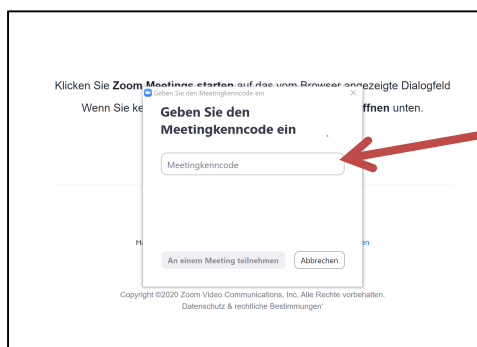 Klicken Sie Zoom Meetings starten auf das vom Browser angezeigte Dialogfeld
Geben Sie den Meetingkenncode ein
Wenn Sie ke
ffnen unten.
Geben Sie den
Meetingkenncode ein
Meetingkenncode
H
en
An einem Meeting teilnehmen
Abbrechen
Copyright ©2020 Zoom Video Communications, Inc. Alle Rechte vorbehalten.
Datenschutz & rechtliche Bestimmungen